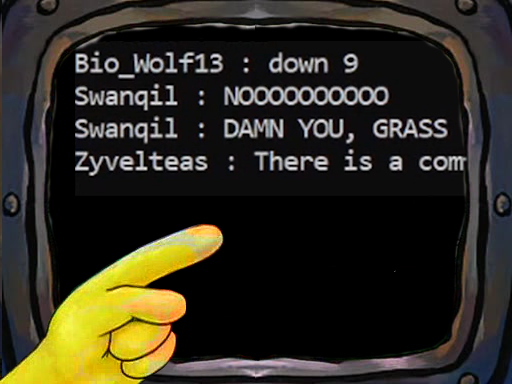 Bio_Wolf13 : down 9
Swanqil : NOOOOOOOOOO
Swanqil : DAMN YOU, GRASS
Zyvelteas : There is a com